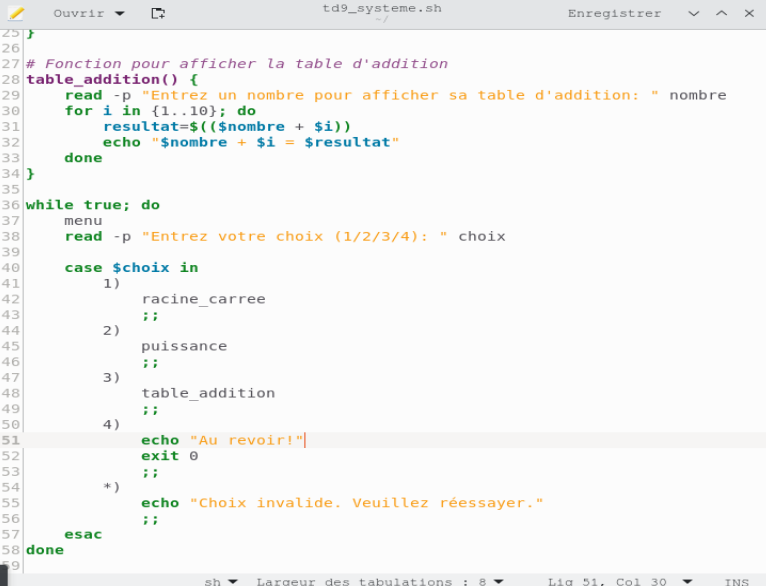 Ouvrir td9_systeme.sh Enregistrer
~/
25 }
26
27 # Fonction pour afficher la table d'addition
28 table_addition() {
29     read -p "Entrez un nombre pour afficher sa table d'addition: " nombre
30     for i in {1..10}; do
31         resultat=$(($nombre + $i))
32         echo "$nombre + $i = $resultat"
33     done
34 }
35
36 while true; do
37     menu
38     read -p "Entrez votre choix (1/2/3/4): " choix
39
40     case $choix in
41         1)
42             racine_carree
43             ;;
44         2)
45             puissance
46             ;;
47         3)
48             table_addition
49             ;;
50         4)
51             echo "Au revoir!"
52             exit 0
53             ;;
54         *)
55             echo "Choix invalide. Veuillez réessayer."
56             ;;
57     esac
58 done
59
sh Largeur des tabulations : 8 Lig 51, Col 30 INS